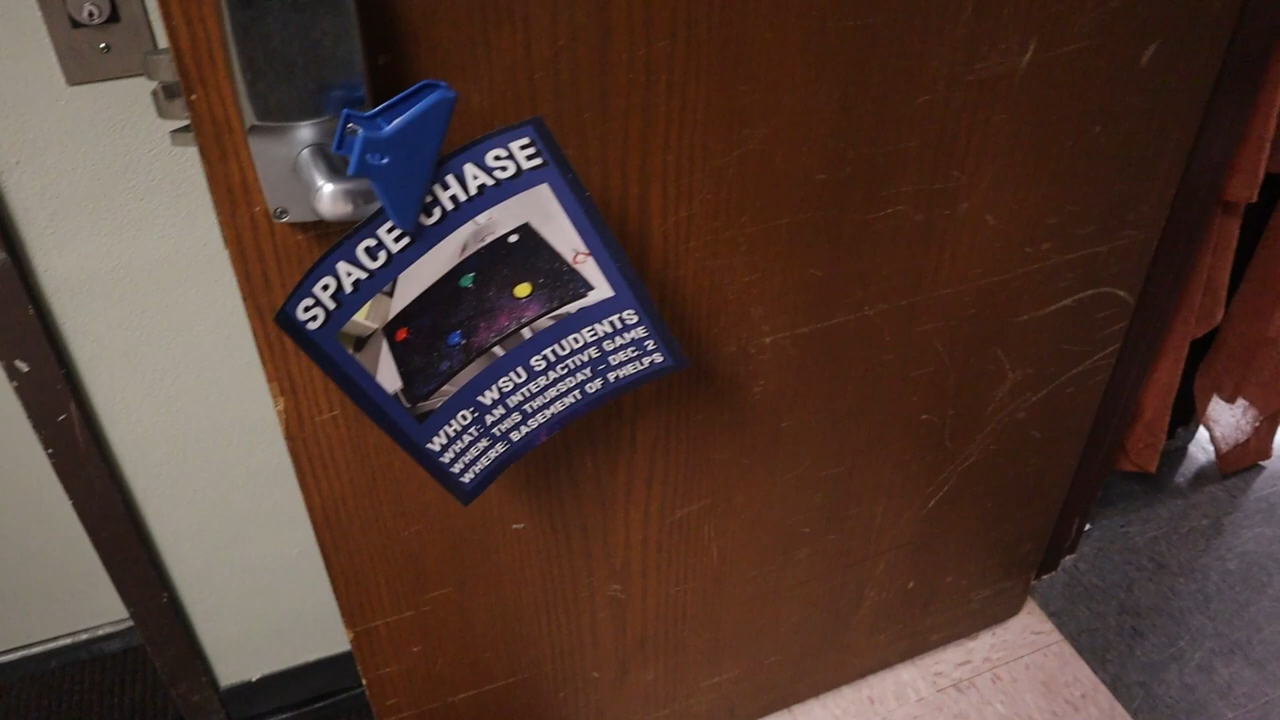 SPACE CHASE
WHO: WSU STUDENTS
WHAT: AN INTERACTIVE GAME
WHEN: THIS THURSDAY - DEC. 2
WHERE: BASEMENT OF PHELPS